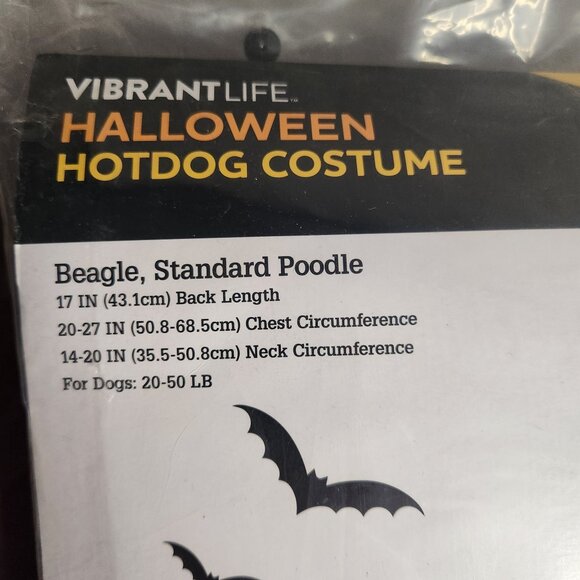 VIBRANTLIFE™
HALLOWEEN
HOTDOG COSTUME
Beagle, Standard Poodle
17 IN (43.1cm) Back Length
20-27 IN (50.8-68.5cm) Chest Circumference
14-20 IN (35.5-50.8cm) Neck Circumference
For Dogs: 20-50 LB